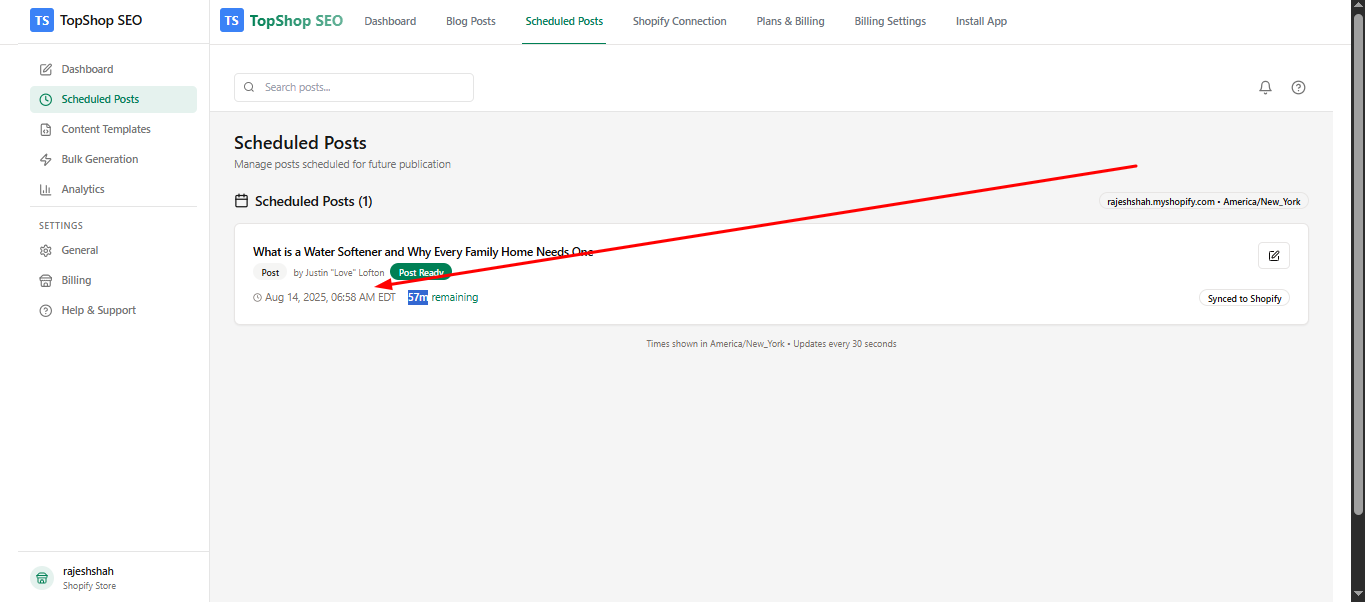 TS TopShop SEO
TS TopShop SEO Dashboard Blog Posts Scheduled Posts Shopify Connection Plans & Billing Billing Settings Install App
Dashboard
Scheduled Posts
Content Templates
Bulk Generation
Analytics
SETTINGS
General
Billing
Help & Support
rajeshshah
Shopify Store
Search posts...
Scheduled Posts
Manage posts scheduled for future publication
Scheduled Posts (1)
rajeshshah.myshopify.com • America/New_York
What is a Water Softener and Why Every Family Home Needs One
Post by Justin "Love" Lofton Post Ready
Aug 14, 2025, 06:58 AM EDT 57m remaining
Synced to Shopify
Times shown in America/New_York • Updates every 30 seconds